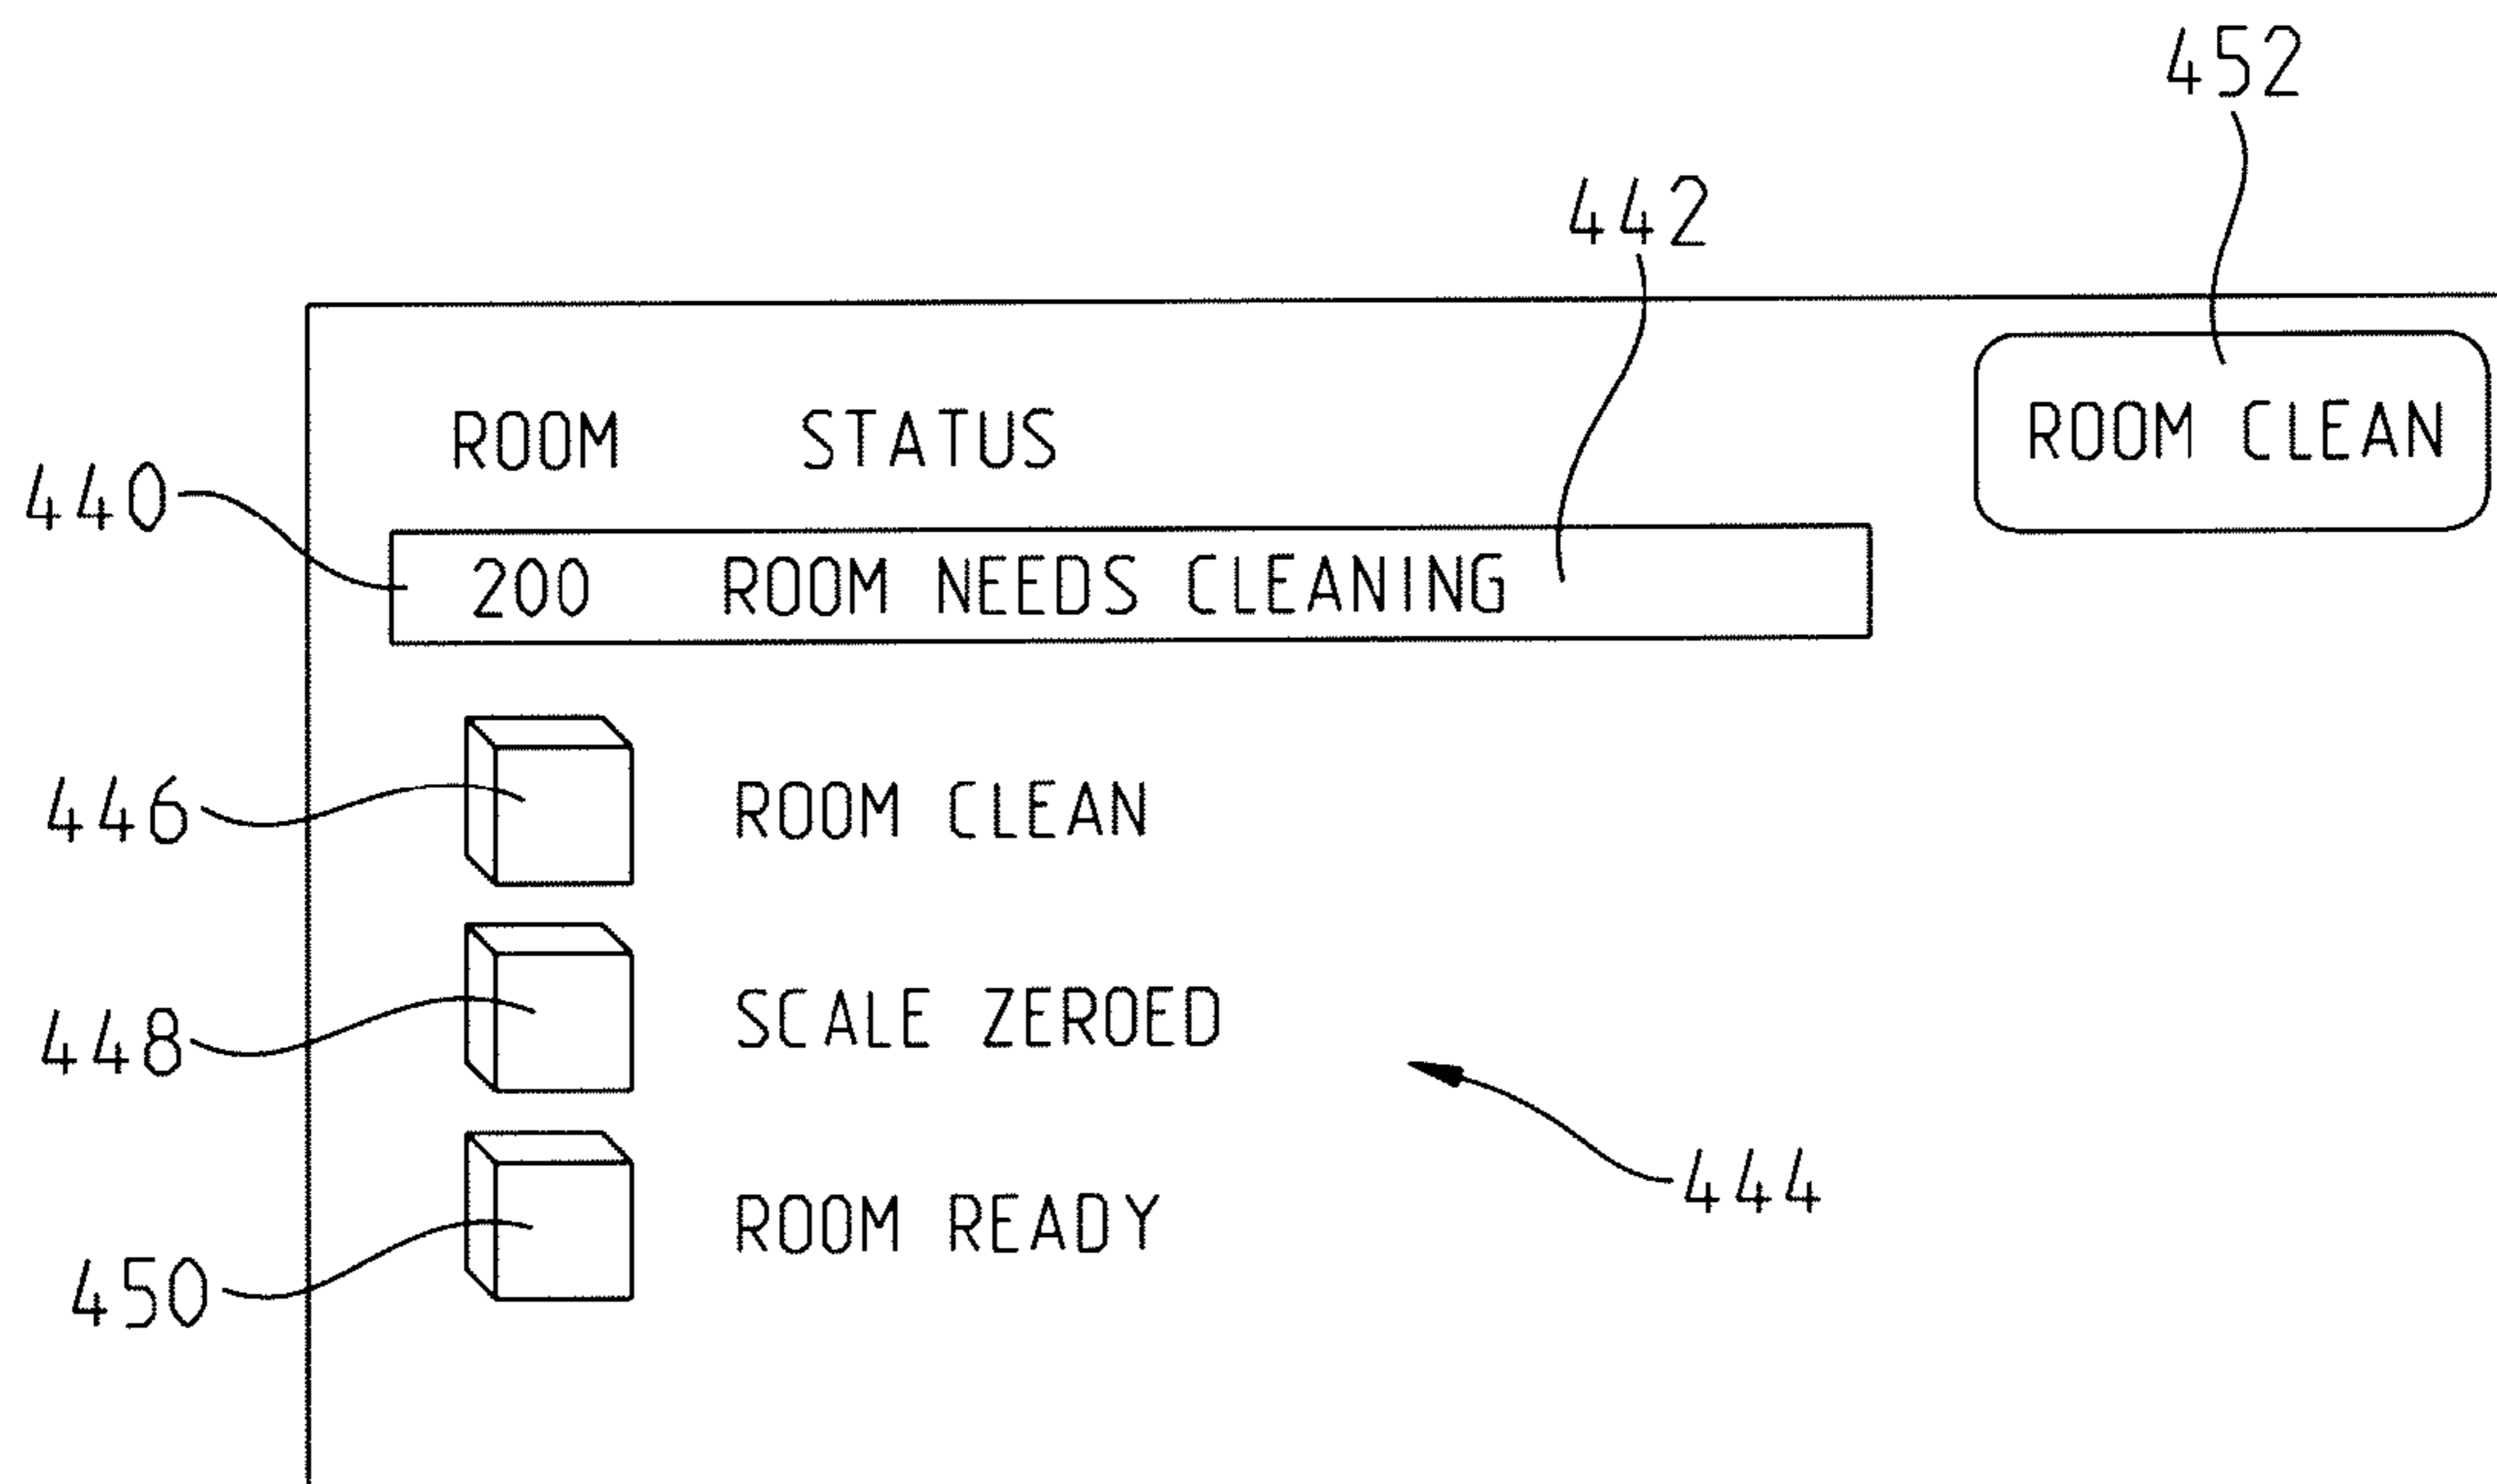 452
442
ROOM STATUS ROOM CLEAN
440
200 ROOM NEEDS CLEANING
446 ROOM CLEAN
448 SCALE ZEROED
444
450 ROOM READY